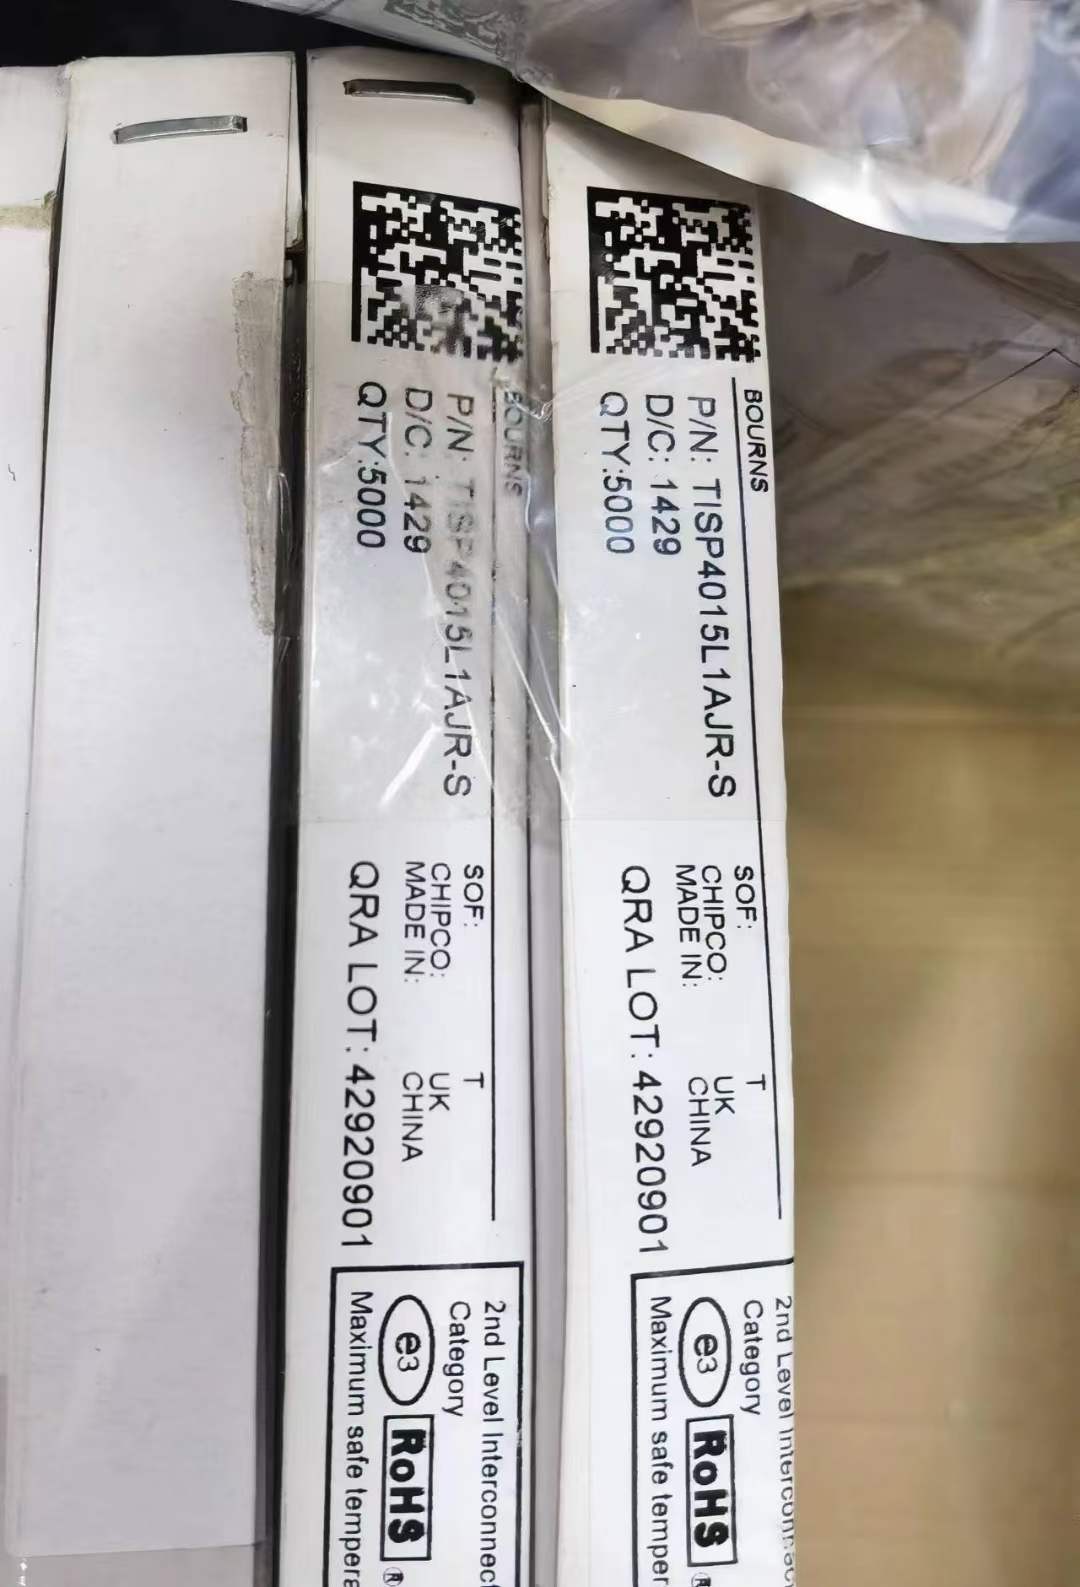 BOURNS
P/N: TISP4015L1AJR-S
D/C: 1429
QTY:5000
SOF: T
CHIPCO: UK
MADE IN: CHINA
QRA LOT: 42920901
2nd Level Interconnect
Category
e3 RoHS ®
Maximum safe tempera
BOURNS
P/N: TISP4015L1AJR-S
D/C: 1429
QTY:5000
SOF: T
CHIPCO: UK
MADE IN: CHINA
QRA LOT: 42920901
2nd Level Interconnec
Category
e3 RoHS ®
Maximum safe temper